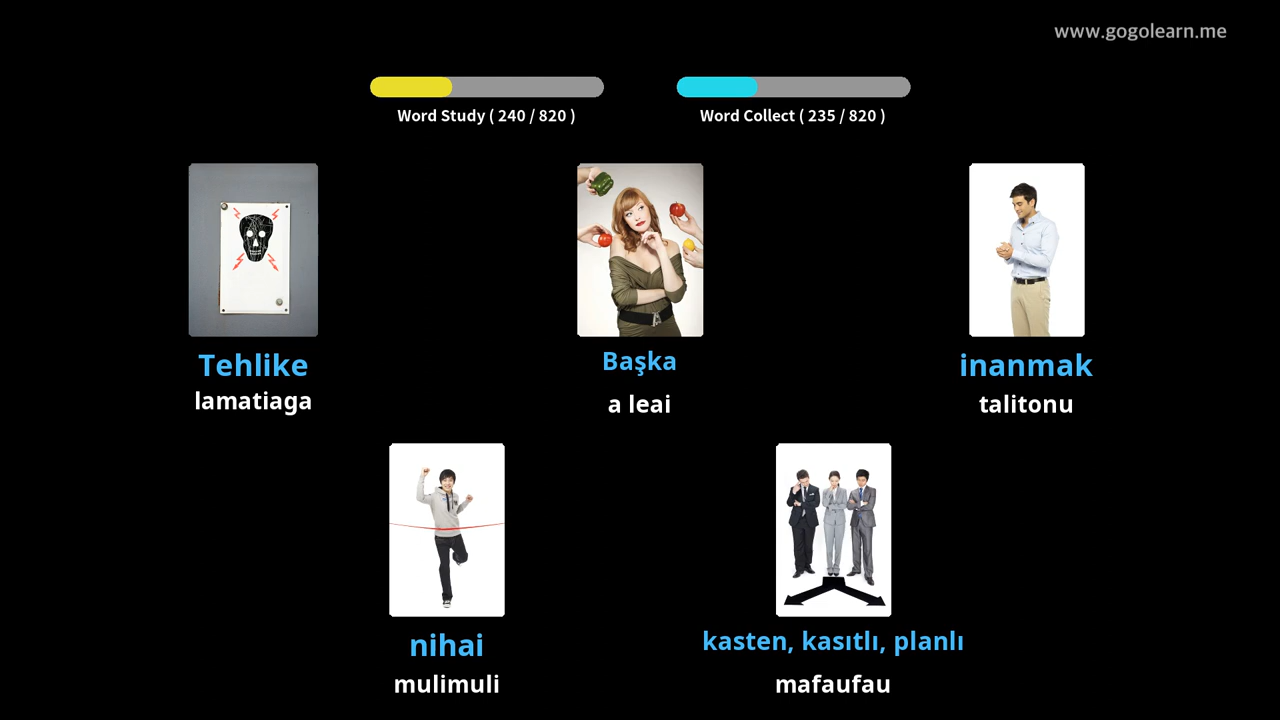 www.gogolearn.me
Word Study ( 240 / 820 )
Word Collect ( 235 / 820 )
Tehlike
lamatiaga
Başka
a leai
inanmak
talitonu
nihai
mulimuli
kasten, kasıtlı, planlı
mafaufau